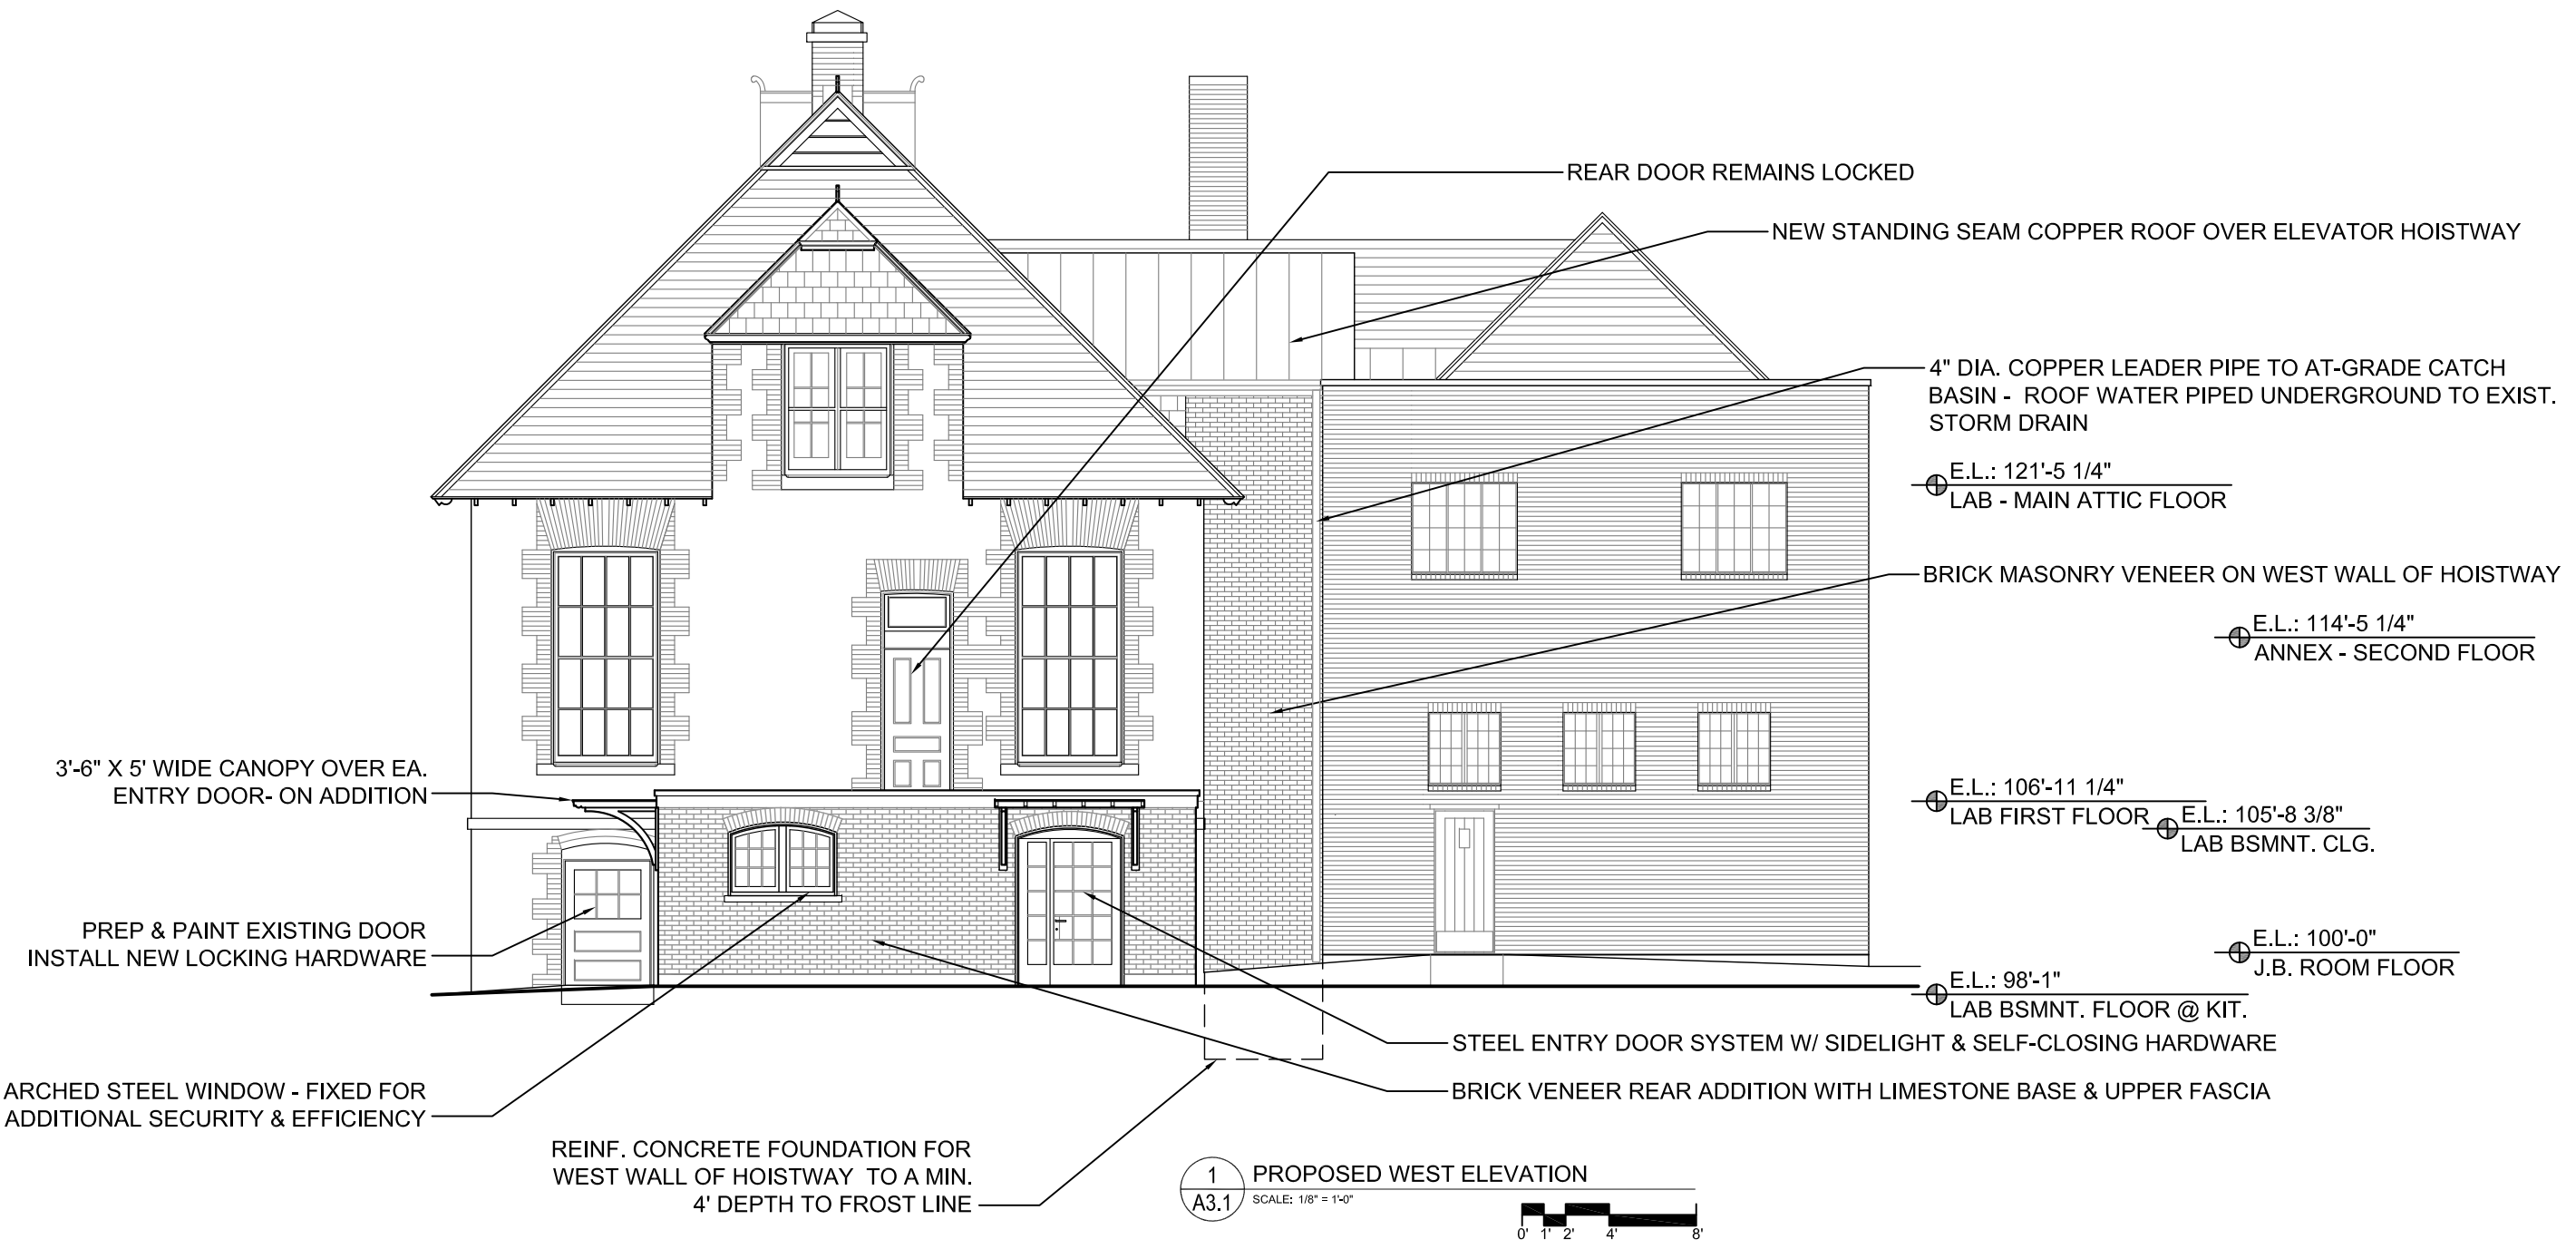 REAR DOOR REMAINS LOCKED
NEW STANDING SEAM COPPER ROOF OVER ELEVATOR HOISTWAY
4" DIA. COPPER LEADER PIPE TO AT-GRADE CATCH
BASIN - ROOF WATER PIPED UNDERGROUND TO EXIST.
STORM DRAIN
E.L.: 121'-5 1/4"
LAB - MAIN ATTIC FLOOR
BRICK MASONRY VENEER ON WEST WALL OF HOISTWAY
E.L.: 114'-5 1/4"
ANNEX - SECOND FLOOR
3'-6" X 5' WIDE CANOPY OVER EA.
ENTRY DOOR- ON ADDITION
E.L.: 106'-11 1/4"
LAB FIRST FLOOR
E.L.: 105'-8 3/8"
LAB BSMNT. CLG.
PREP & PAINT EXISTING DOOR
INSTALL NEW LOCKING HARDWARE
E.L.: 100'-0"
J.B. ROOM FLOOR
E.L.: 98'-1"
LAB BSMNT. FLOOR @ KIT.
STEEL ENTRY DOOR SYSTEM W/ SIDELIGHT & SELF-CLOSING HARDWARE
ARCHED STEEL WINDOW - FIXED FOR
ADDITIONAL SECURITY & EFFICIENCY
BRICK VENEER REAR ADDITION WITH LIMESTONE BASE & UPPER FASCIA
REINF. CONCRETE FOUNDATION FOR
WEST WALL OF HOISTWAY TO A MIN.
4' DEPTH TO FROST LINE
1
A3.1
PROPOSED WEST ELEVATION
SCALE: 1/8" = 1'-0"
0' 1' 2' 4' 8'